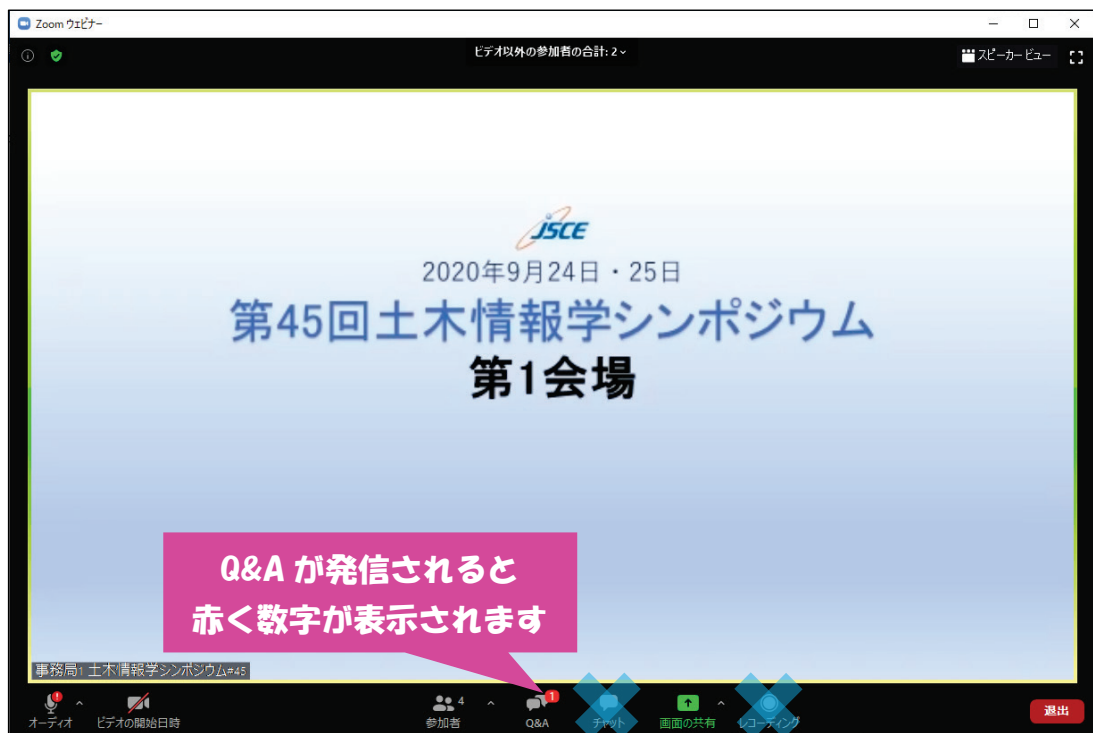 Zoom ウェビナー
ビデオ以外の参加者の合計: 2
スピーカー ビュー
JSCE
2020年9月24日・25日
第45回土木情報学シンポジウム
第1会場
Q&A が発信されると
赤く数字が表示されます
事務局1 土木情報学シンポジウム#45
オーディオ
ビデオの開始日時
4
参加者
1
Q&A
チャット
画面の共有
レコーディング
退出